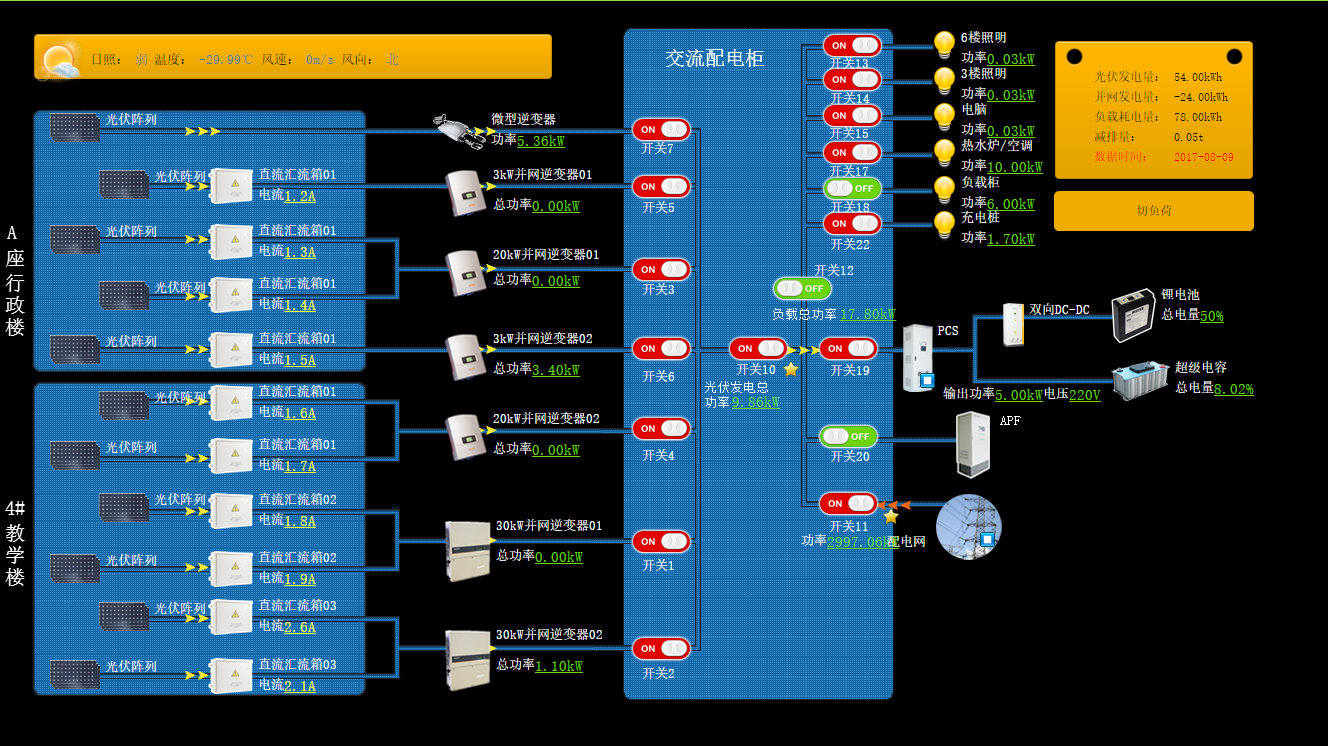 日照： 弱 温度： -29.99℃ 风速： 0m/s 风向： 北
交流配电柜
A座行政楼
光伏阵列
微型逆变器
功率5.36kW
ON
开关7
光伏阵列
直流汇流箱01
电流1.2A
3kW并网逆变器01
总功率0.00kW
ON
开关5
光伏阵列
直流汇流箱01
电流1.3A
20kW并网逆变器01
总功率0.00kW
ON
开关3
光伏阵列
直流汇流箱01
电流1.4A
光伏阵列
直流汇流箱01
电流1.5A
3kW并网逆变器02
总功率3.40kW
ON
开关6
4#教学楼
光伏阵列
直流汇流箱01
电流1.6A
20kW并网逆变器02
总功率0.00kW
ON
开关4
光伏阵列
直流汇流箱01
电流1.7A
光伏阵列
直流汇流箱02
电流1.8A
30kW并网逆变器01
总功率0.00kW
ON
开关1
光伏阵列
直流汇流箱02
电流1.9A
光伏阵列
直流汇流箱03
电流2.6A
30kW并网逆变器02
总功率1.10kW
ON
开关2
光伏阵列
直流汇流箱03
电流2.1A
ON
开关13
6楼照明
功率0.03kW
ON
开关14
3楼照明
功率0.03kW
ON
开关15
电脑
功率0.03kW
ON
开关17
热水炉/空调
功率10.00kW
OFF
开关18
负载柜
功率6.00kW
ON
开关22
充电桩
功率1.70kW
开关12
OFF
负载总功率 17.80kW
ON
开关10
光伏发电总
功率9.86kW
ON
开关19
PCS
双向DC-DC
锂电池
总电量50%
超级电容
总电量8.02%
输出功率5.00kW电压220V
OFF
开关20
APF
ON
开关11
功率2997.06kW
配电网
光伏发电量： 54.00kWh
并网发电量： -24.00kWh
负载耗电量： 78.00kWh
减排量： 0.05t
数据时间： 2017-08-09
切负荷